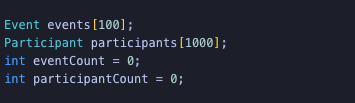 Event events[100];
Participant participants[1000];
int eventCount = 0;
int participantCount = 0;